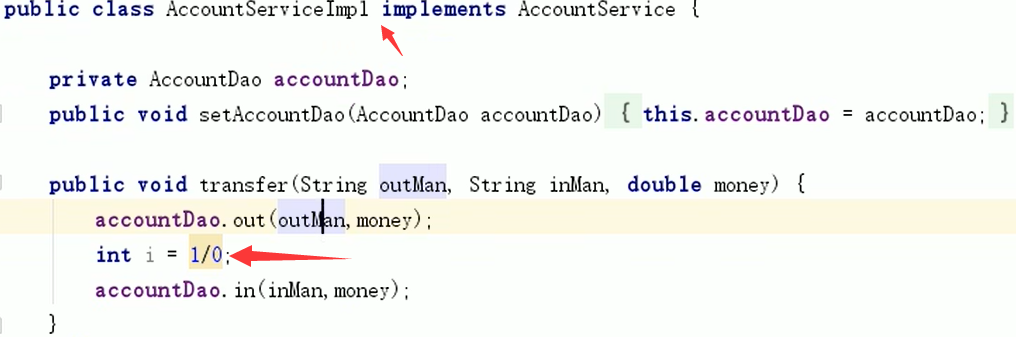 public class AccountServiceImpl implements AccountService {
private AccountDao accountDao;
public void setAccountDao(AccountDao accountDao) { this.accountDao = accountDao; }
public void transfer(String outMan, String inMan, double money) {
accountDao.out(outMan,money);
int i = 1/0;
accountDao.in(inMan,money);
}